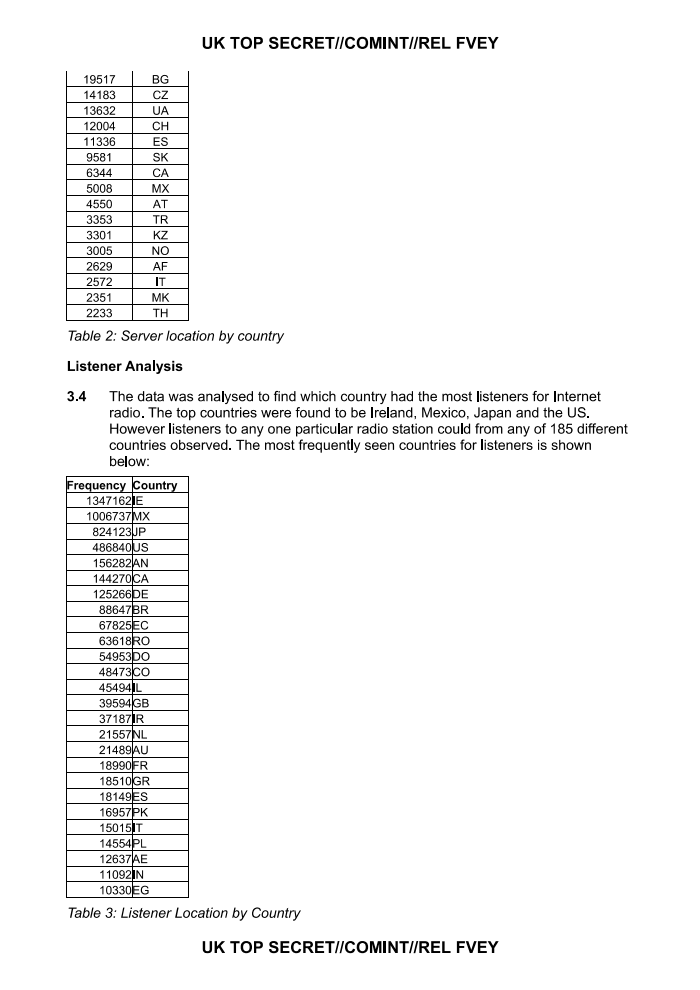 UK TOP SECRET//COMINT//REL FVEY
19517 BG
14183 CZ
13632 UA
12004 CH
11336 ES
9581 SK
6344 CA
5008 MX
4550 AT
3353 TR
3301 KZ
3005 NO
2629 AF
2572 IT
2351 MK
2233 TH
Table 2: Server location by country
Listener Analysis
3.4 The data was analysed to find which country had the most listeners for Internet
radio. The top countries were found to be Ireland, Mexico, Japan and the US.
However listeners to any one particular radio station could from any of 185 different
countries observed. The most frequently seen countries for listeners is shown
below:
Frequency Country
1347162 IE
1006737 MX
824123 JP
486840 US
156282 AN
144270 CA
125266 DE
88647 BR
67825 EC
63618 RO
54953 DO
48473 CO
45494 IL
39594 GB
37187 IR
21557 NL
21489 AU
18990 FR
18510 GR
18149 ES
16957 PK
15015 IT
14554 PL
12637 AE
11092 IN
10330 EG
Table 3: Listener Location by Country
UK TOP SECRET//COMINT//REL FVEY